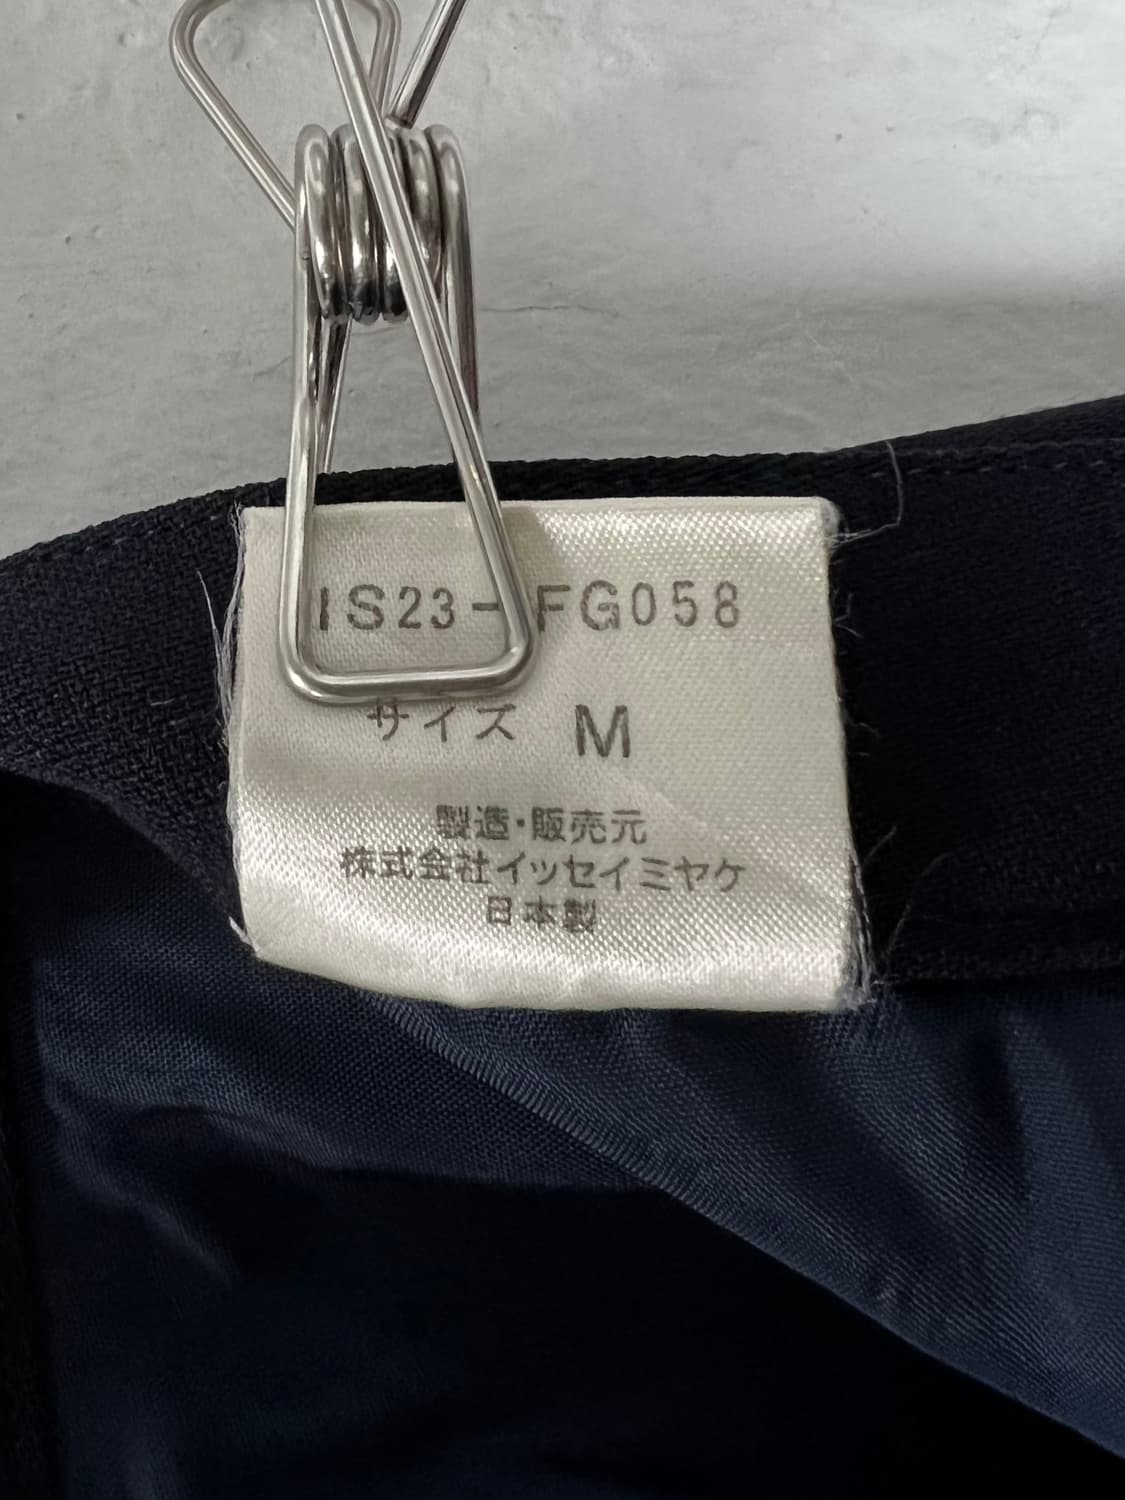 IS23-FG058
サイズ M
製造・販売元
株式会社イッセイミヤケ
日本製